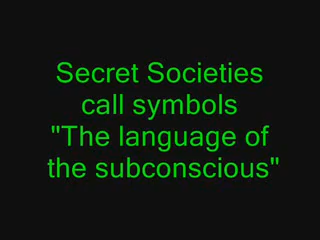 Secret Societies
call symbols
"The language of
the subconscious"